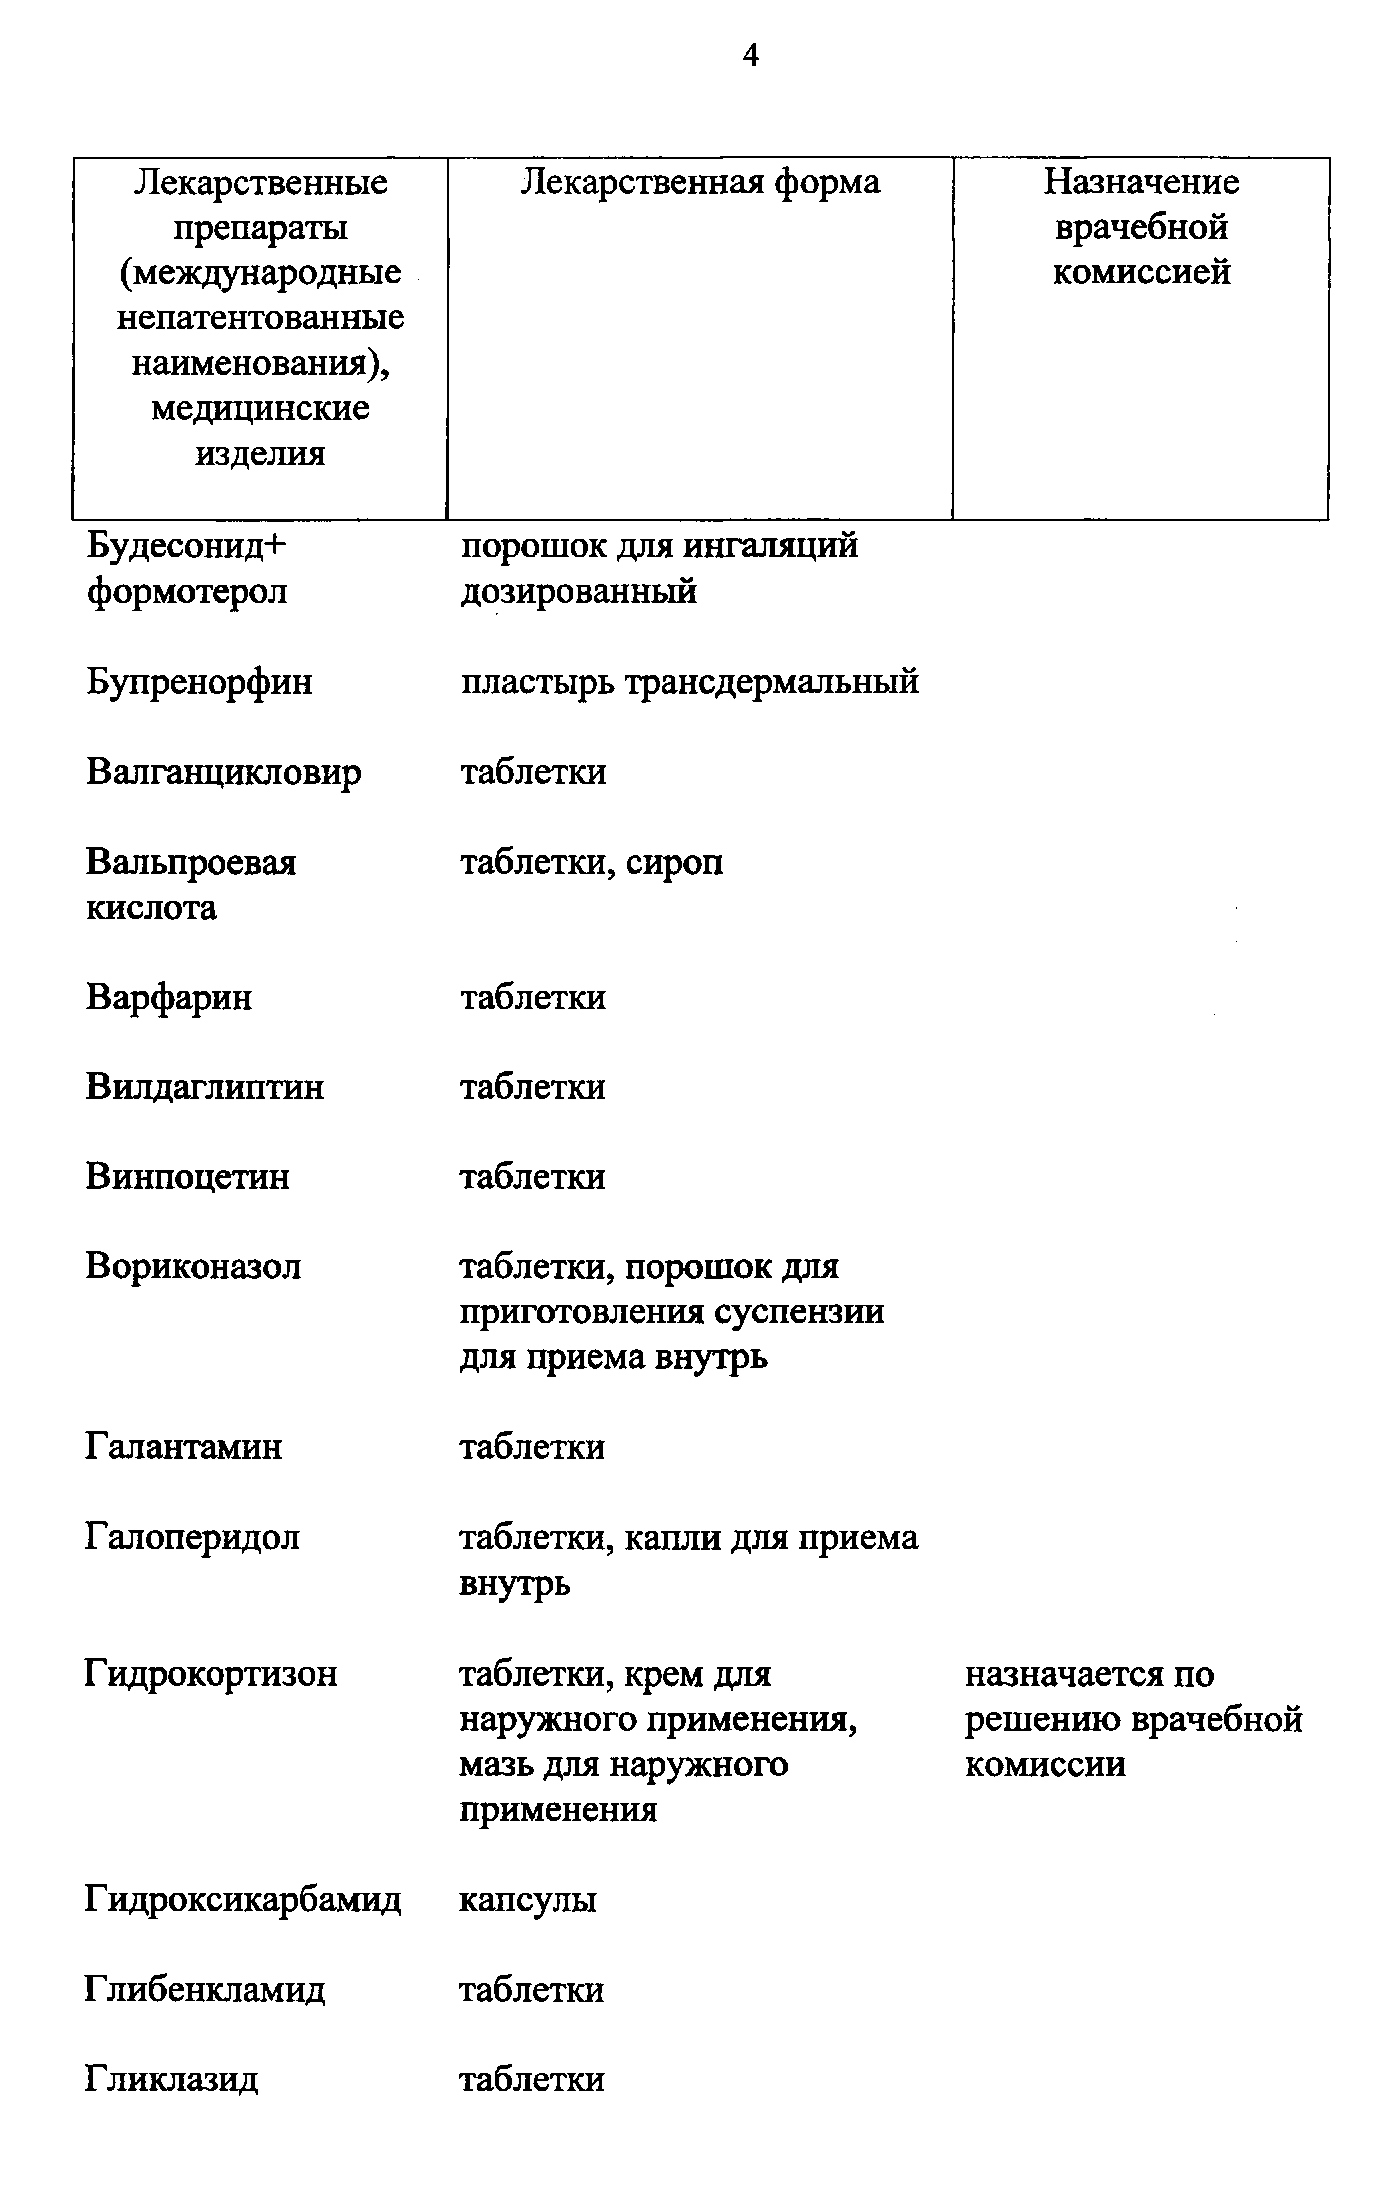 4
Лекарственные
препараты
(международные
непатентованные
наименования),
медицинские
изделия
Лекарственная форма
Назначение
врачебной
комиссией
Будесонид+
формотерол
порошок для ингаляций
дозированный
Бупренорфин
пластырь трансдермальный
Валганцикловир
таблетки
Вальпроевая
кислота
таблетки, сироп
Варфарин
таблетки
Вилдаглиптин
таблетки
Винпоцетин
таблетки
Вориконазол
таблетки, порошок для
приготовления суспензии
для приема внутрь
Галантамин
таблетки
Галоперидол
таблетки, капли для приема
внутрь
Гидрокортизон
таблетки, крем для
наружного применения,
мазь для наружного
применения
назначается по
решению врачебной
комиссии
Гидроксикарбамид
капсулы
Глибенкламид
таблетки
Гликлазид
таблетки